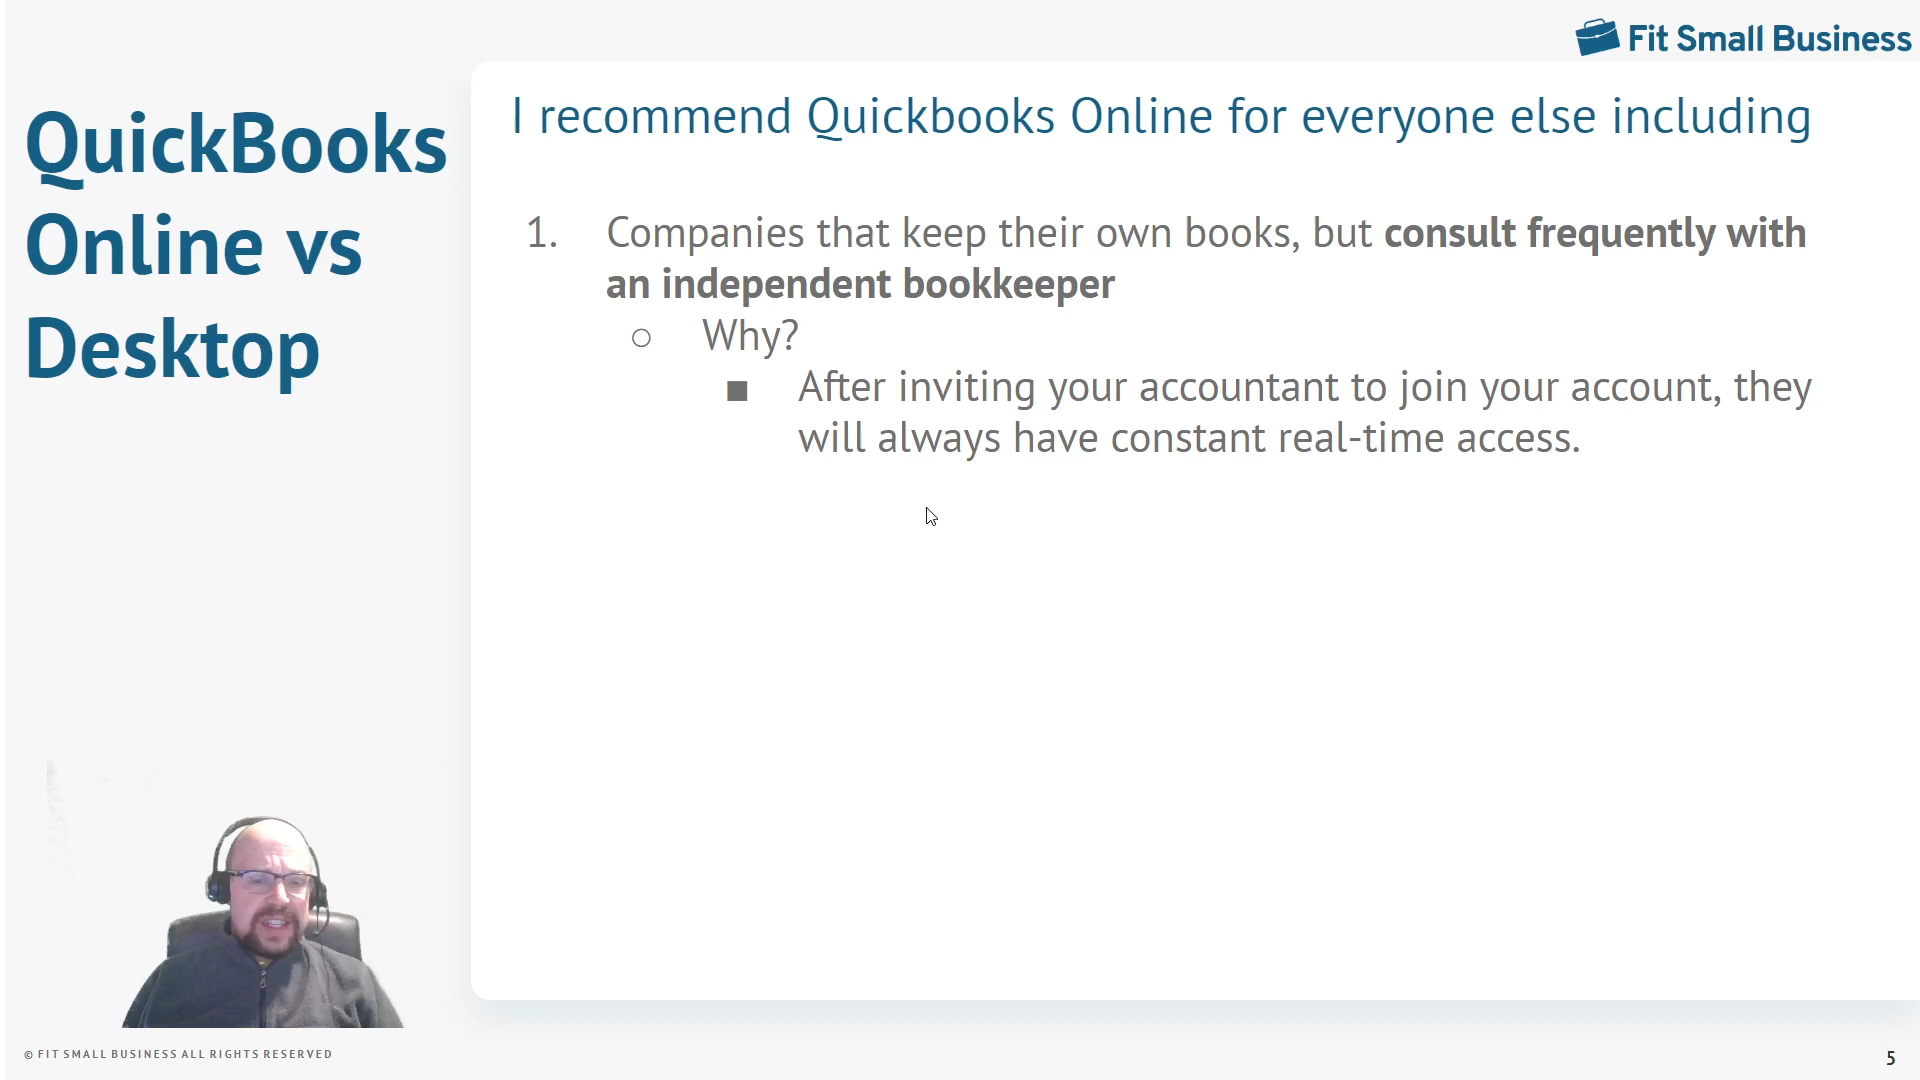 Fit Small Business
QuickBooks
Online vs
Desktop
I recommend Quickbooks Online for everyone else including
1. Companies that keep their own books, but consult frequently with
an independent bookkeeper
○ Why?
■ After inviting your accountant to join your account, they
will always have constant real-time access.
© FIT SMALL BUSINESS ALL RIGHTS RESERVED
5